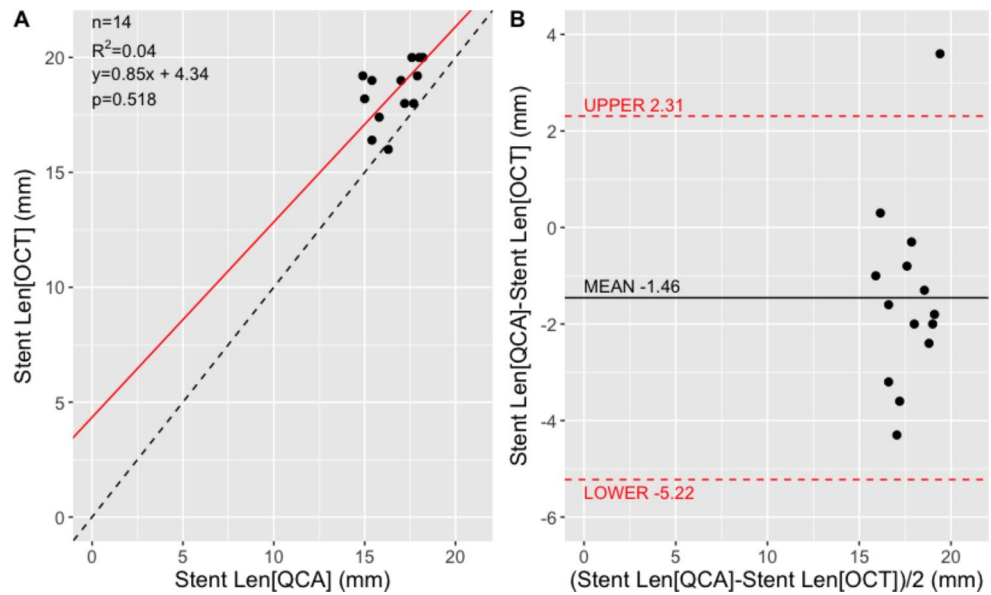 A
n=14
R²=0.04
y=0.85x + 4.34
p=0.518
20
15
10
5
0
0 5 10 15 20
Stent Len[OCT] (mm)
Stent Len[QCA] (mm)
B
4
2
0
-2
-4
-6
UPPER 2.31
MEAN -1.46
LOWER -5.22
0 5 10 15 20
Stent Len[QCA]-Stent Len[OCT] (mm)
(Stent Len[QCA]-Stent Len[OCT])/2 (mm)